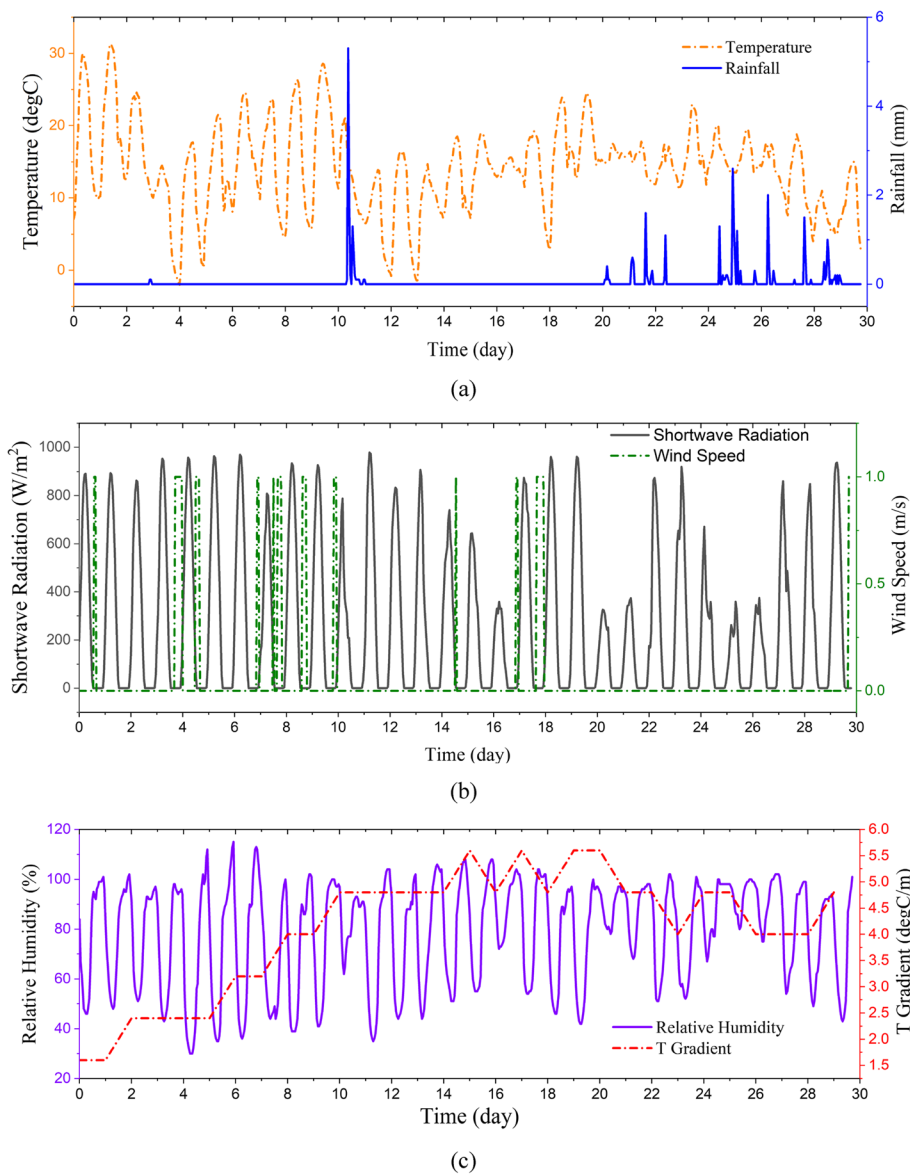 6
30
Temperature
Rainfall
20
4
10
2
0
0
Temperature (degC)
Rainfall (mm)
0 2 4 6 8 10 12 14 16 18 20 22 24 26 28 30
Time (day)
(a)
1000
Shortwave Radiation
Wind Speed
1.0
800
600
0.5
400
200
0
0.0
Shortwave Radiation (W/m²)
Wind Speed (m/s)
0 2 4 6 8 10 12 14 16 18 20 22 24 26 28 30
Time (day)
(b)
120
6.0
5.5
100
5.0
4.5
80
4.0
3.5
60
3.0
2.5
40
Relative Humidity
T Gradient
2.0
1.5
20
Relative Humidity (%)
T Gradient (degC/m)
0 2 4 6 8 10 12 14 16 18 20 22 24 26 28 30
Time (day)
(c)